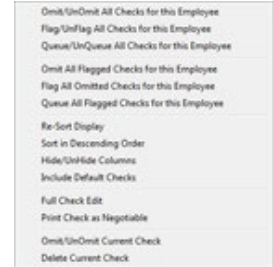 Omit/UnOmit All Checks for this Employee
Flag/UnFlag All Checks for this Employee
Queue/UnQueue All Checks for this Employee
Omit All Flagged Checks for this Employee
Flag All Omitted Checks for this Employee
Queue All Flagged Checks for this Employee
Re-Sort Display
Sort in Descending Order
Hide/UnHide Columns
Include Default Checks
Full Check Edit
Print Check as Negotiable
Omit/UnOmit Current Check
Delete Current Check